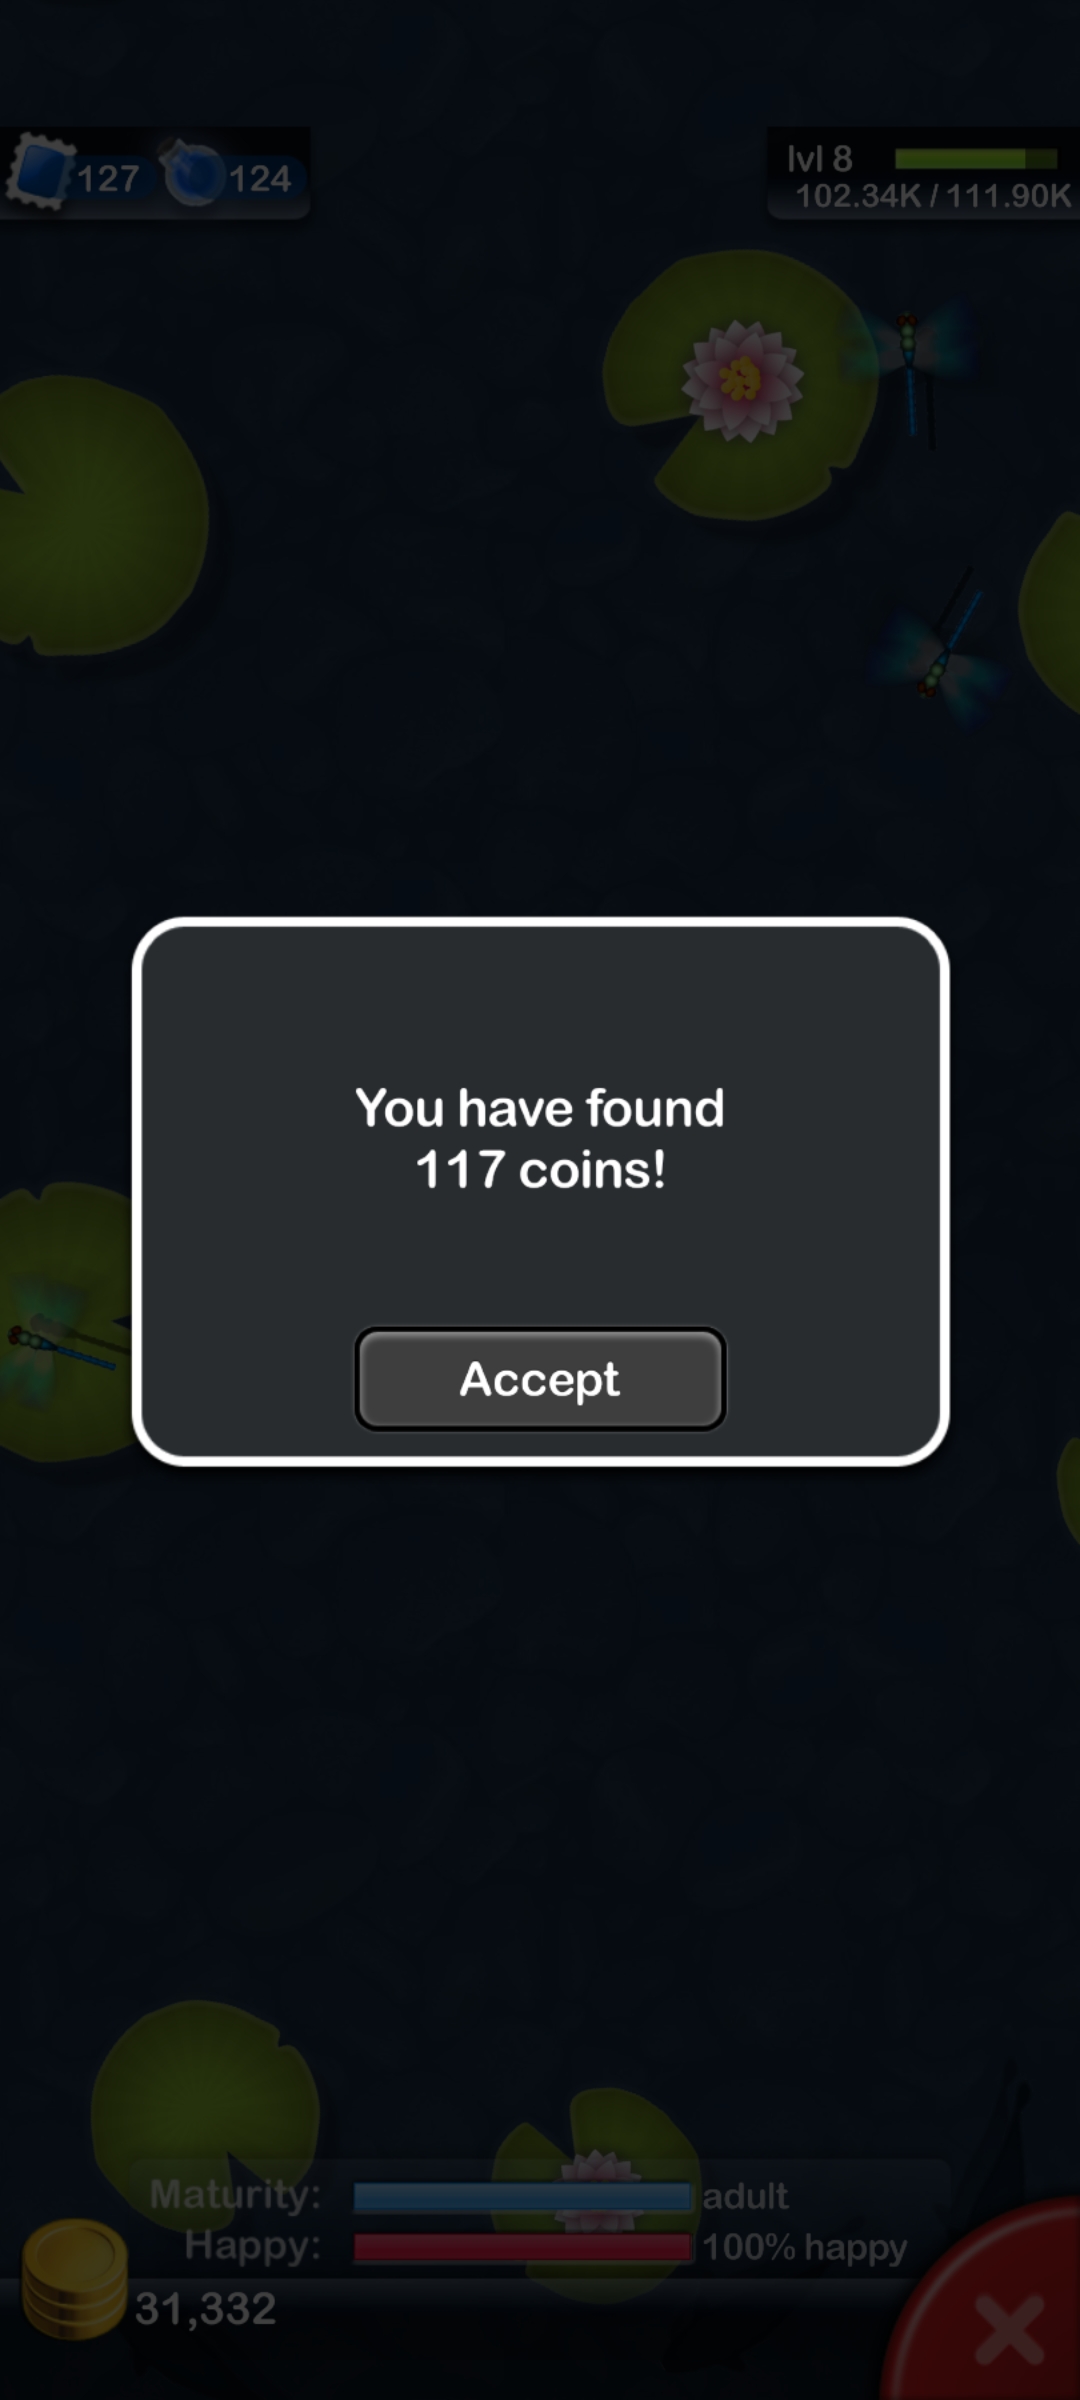 127 124
lvl 8
102.34K / 111.90K
You have found
117 coins!
Accept
Maturity: adult
Happy: 100% happy
31,332